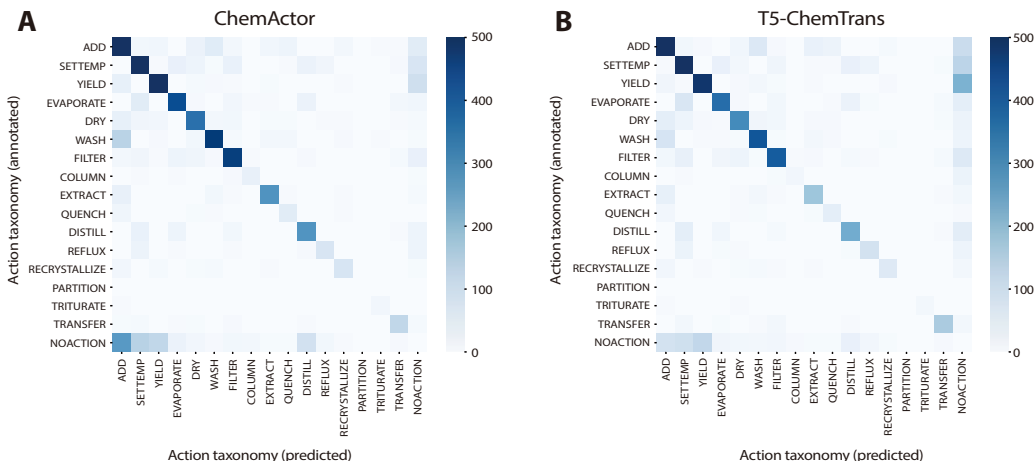 A
ChemActor
Action taxonomy (annotated)
ADD
SETTEMP
YIELD
EVAPORATE
DRY
WASH
FILTER
COLUMN
EXTRACT
QUENCH
DISTILL
REFLUX
RECRYSTALLIZE
PARTITION
TRITURATE
TRANSFER
NOACTION
ADD
SETTEMP
YIELD
EVAPORATE
DRY
WASH
FILTER
COLUMN
EXTRACT
QUENCH
DISTILL
REFLUX
RECRYSTALLIZE
PARTITION
TRITURATE
TRANSFER
NOACTION
Action taxonomy (predicted)
500
400
300
200
100
0
B
T5-ChemTrans
Action taxonomy (annotated)
ADD
SETTEMP
YIELD
EVAPORATE
DRY
WASH
FILTER
COLUMN
EXTRACT
QUENCH
DISTILL
REFLUX
RECRYSTALLIZE
PARTITION
TRITURATE
TRANSFER
NOACTION
ADD
SETTEMP
YIELD
EVAPORATE
DRY
WASH
FILTER
COLUMN
EXTRACT
QUENCH
DISTILL
REFLUX
RECRYSTALLIZE
PARTITION
TRITURATE
TRANSFER
NOACTION
Action taxonomy (predicted)
500
400
300
200
100
0